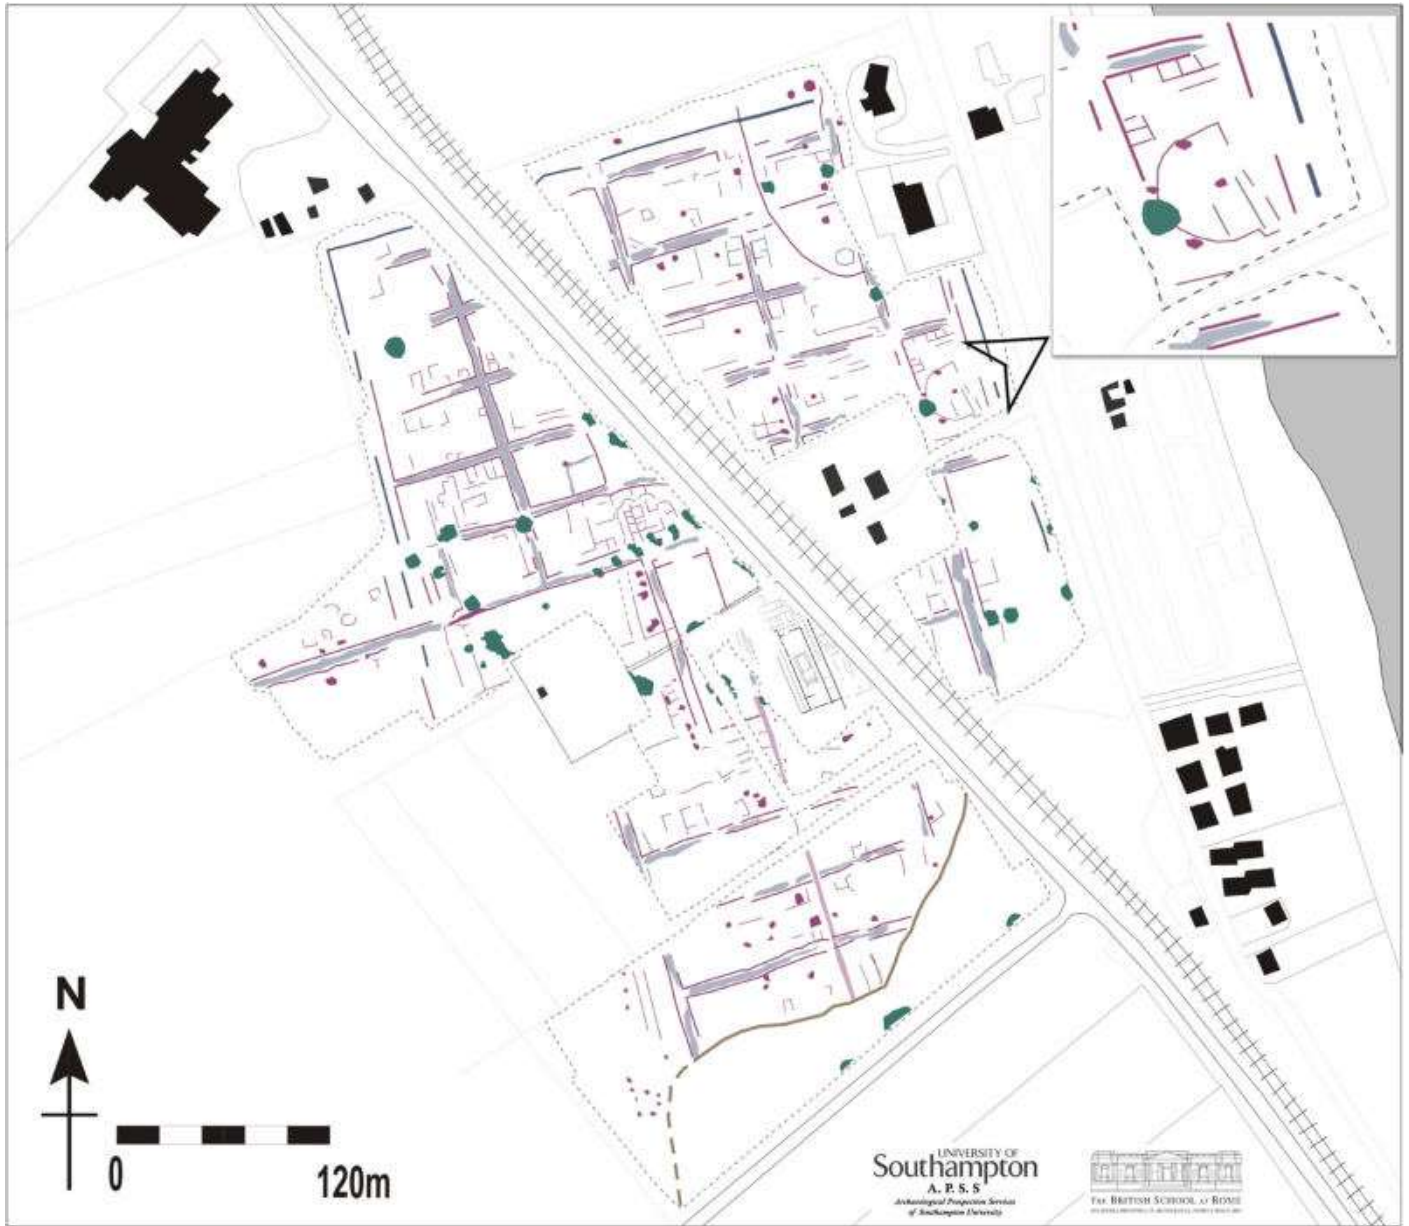 N
0
120m
UNIVERSITY OF
Southampton
A. P. S. S
Archaeological Prospection Services
of Southampton University
THE BRITISH SCHOOL AT ROME